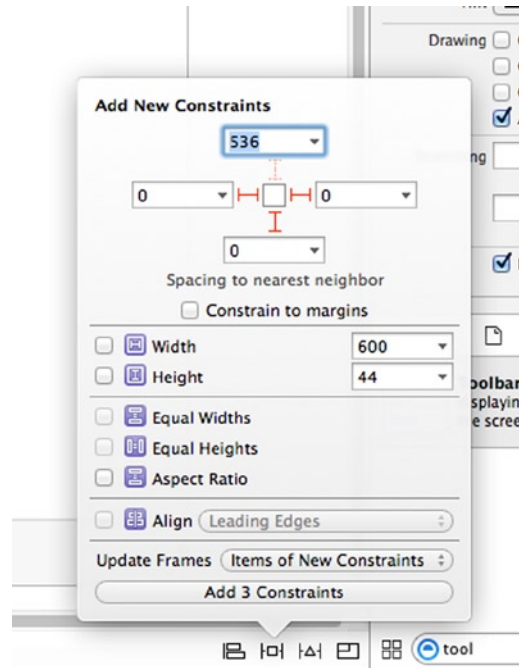 Drawing
Add New Constraints
536
0
0
0
Spacing to nearest neighbor
Constrain to margins
Width 600
Height 44
Equal Widths
Equal Heights
Aspect Ratio
Align Leading Edges
Update Frames Items of New Constraints
Add 3 Constraints
tool